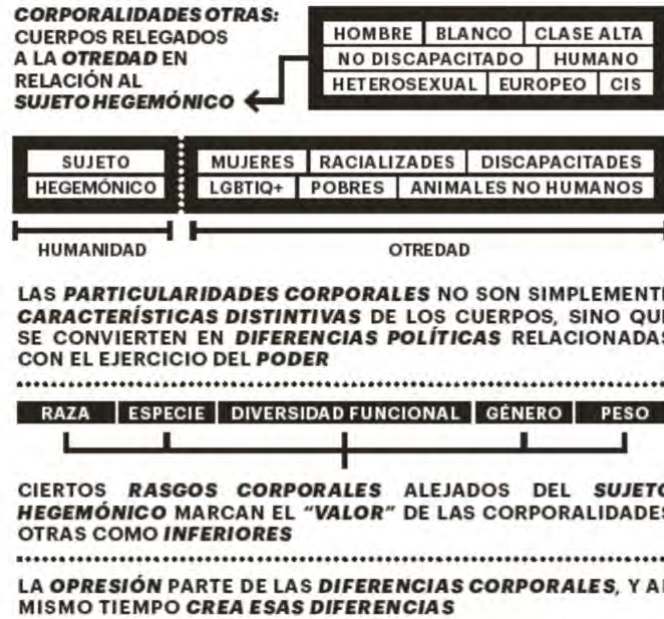 CORPORALIDADES OTRAS:
CUERPOS RELEGADOS
A LA OTREDAD EN
RELACIÓN AL
SUJETO HEGEMÓNICO
HOMBRE BLANCO CLASE ALTA
NO DISCAPACITADO HUMANO
HETEROSEXUAL EUROPEO CIS
SUJETO
HEGEMÓNICO
MUJERES RACIALIZADES DISCAPACITADES
LGBTIQ+ POBRES ANIMALES NO HUMANOS
HUMANIDAD OTREDAD
LAS PARTICULARIDADES CORPORALES NO SON SIMPLEMENTE
CARACTERÍSTICAS DISTINTIVAS DE LOS CUERPOS, SINO QUE
SE CONVIERTEN EN DIFERENCIAS POLÍTICAS RELACIONADAS
CON EL EJERCICIO DEL PODER
RAZA ESPECIE DIVERSIDAD FUNCIONAL GÉNERO PESO
CIERTOS RASGOS CORPORALES ALEJADOS DEL SUJETO
HEGEMÓNICO MARCAN EL "VALOR" DE LAS CORPORALIDADES
OTRAS COMO INFERIORES
LA OPRESIÓN PARTE DE LAS DIFERENCIAS CORPORALES, Y AL
MISMO TIEMPO CREA ESAS DIFERENCIAS